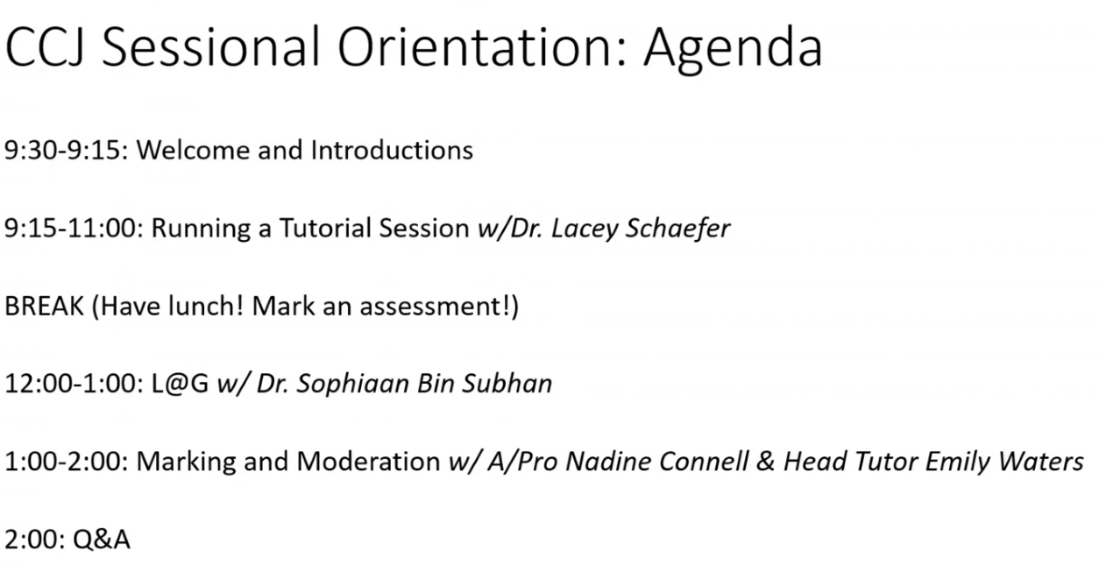 CCJ Sessional Orientation: Agenda
9:30-9:15: Welcome and Introductions
9:15-11:00: Running a Tutorial Session w/Dr. Lacey Schaefer
BREAK (Have lunch! Mark an assessment!)
12:00-1:00: L@G w/ Dr. Sophiaan Bin Subhan
1:00-2:00: Marking and Moderation w/ A/Pro Nadine Connell & Head Tutor Emily Waters
2:00: Q&A